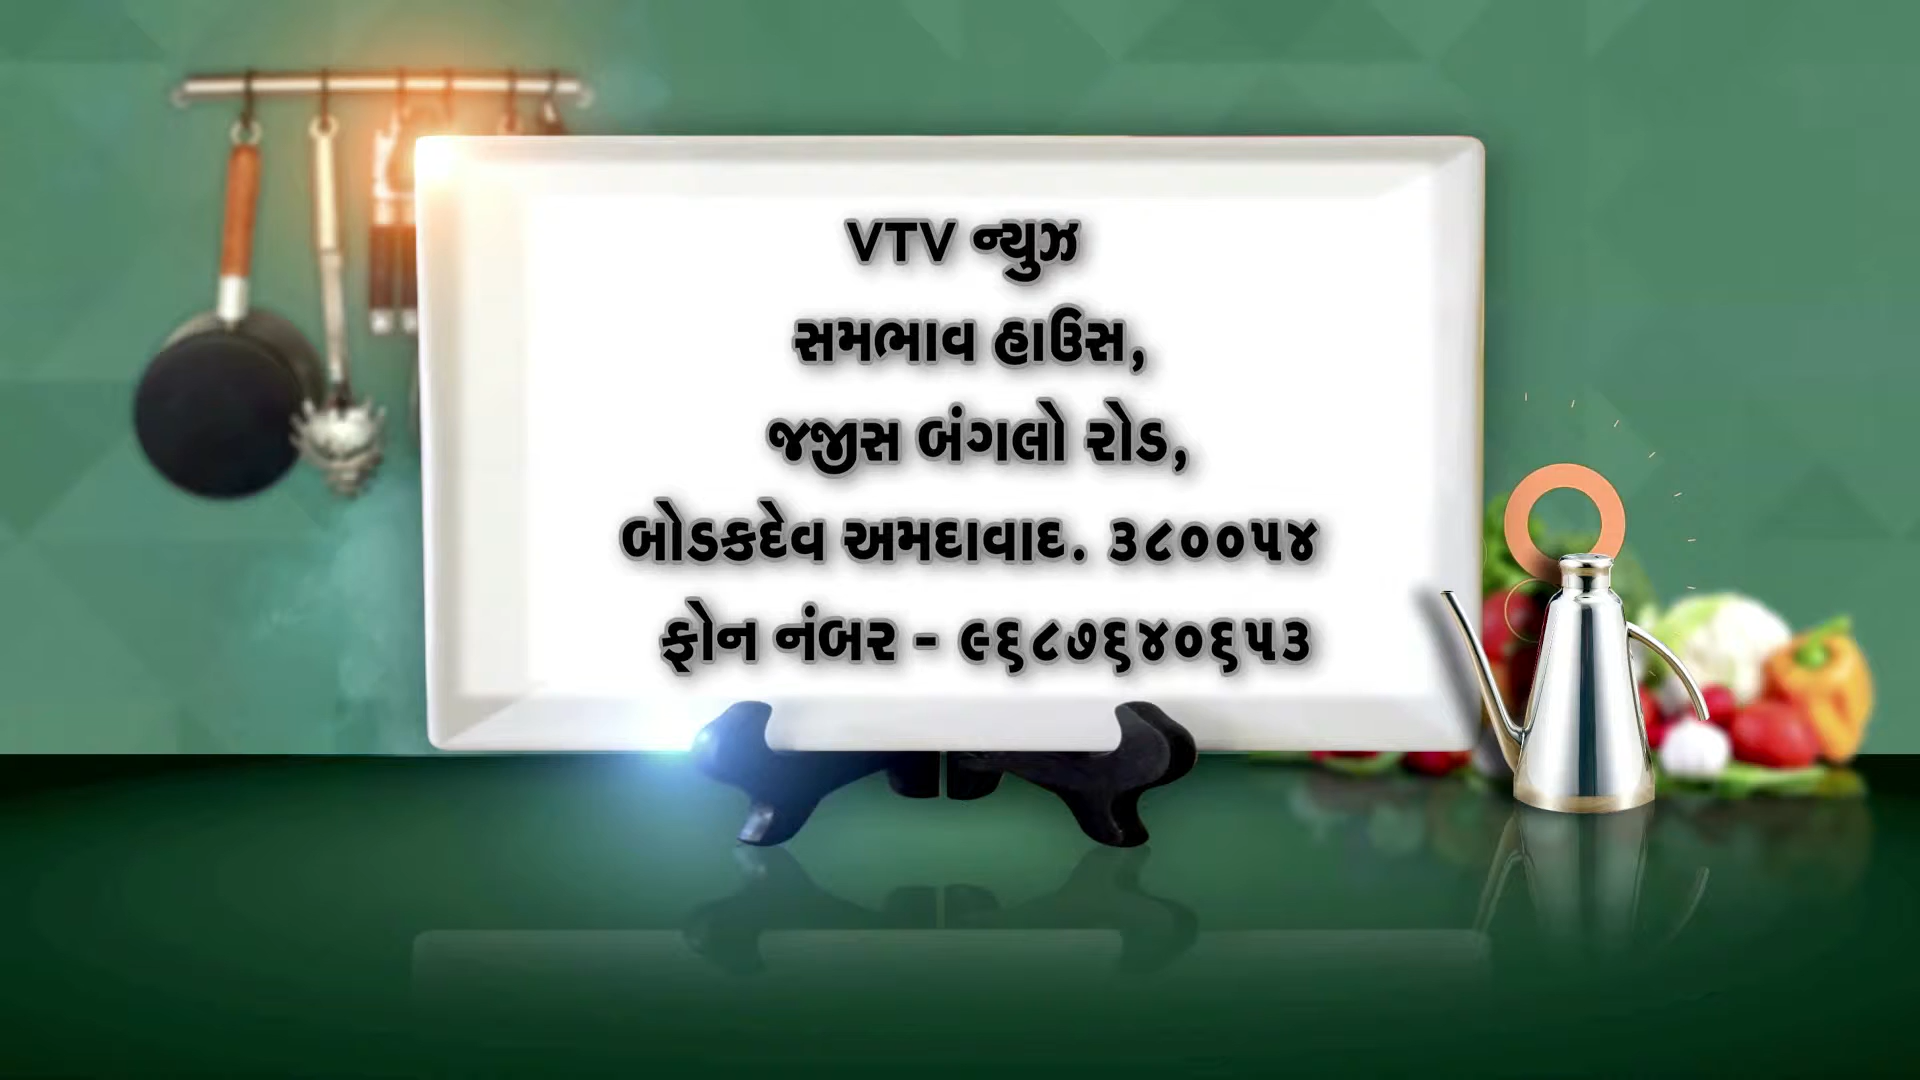 VTV ન્યુઝ
સમભાવ હાઉસ,
જજીસ બંગલો રોડ,
બોડકદેવ અમદાવાદ. ૩૮૦૦૫૪
ફોન નંબર - ૯૬૮૭૬૪૦૬૫૩